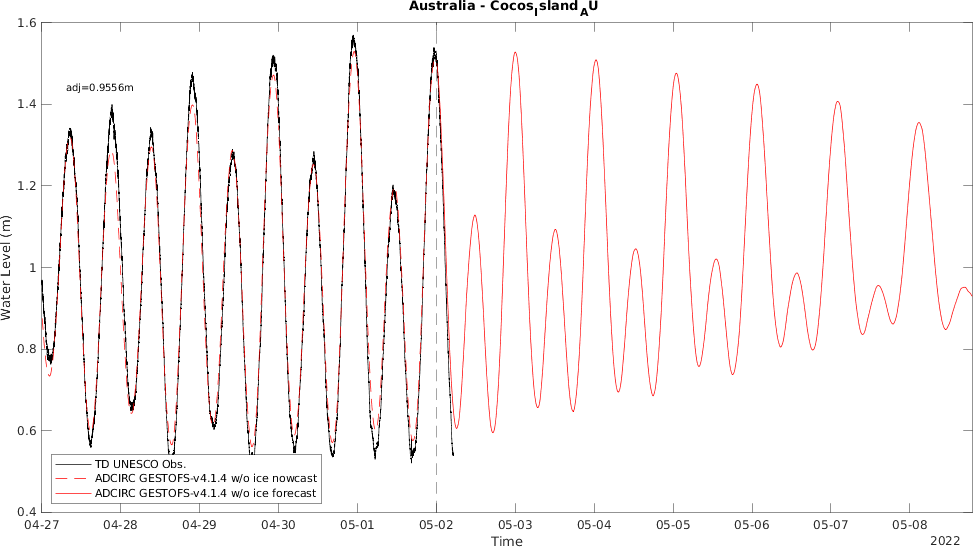 Australia - CocosIslandAU
1.6
1.4
1.2
1
0.8
0.6
0.4
Water Level (m)
adj=0.9556m
TD UNESCO Obs.
ADCIRC GESTOFS-v4.1.4 w/o ice nowcast
ADCIRC GESTOFS-v4.1.4 w/o ice forecast
04-27 04-28 04-29 04-30 05-01 05-02 05-03 05-04 05-05 05-06 05-07 05-08
Time
2022